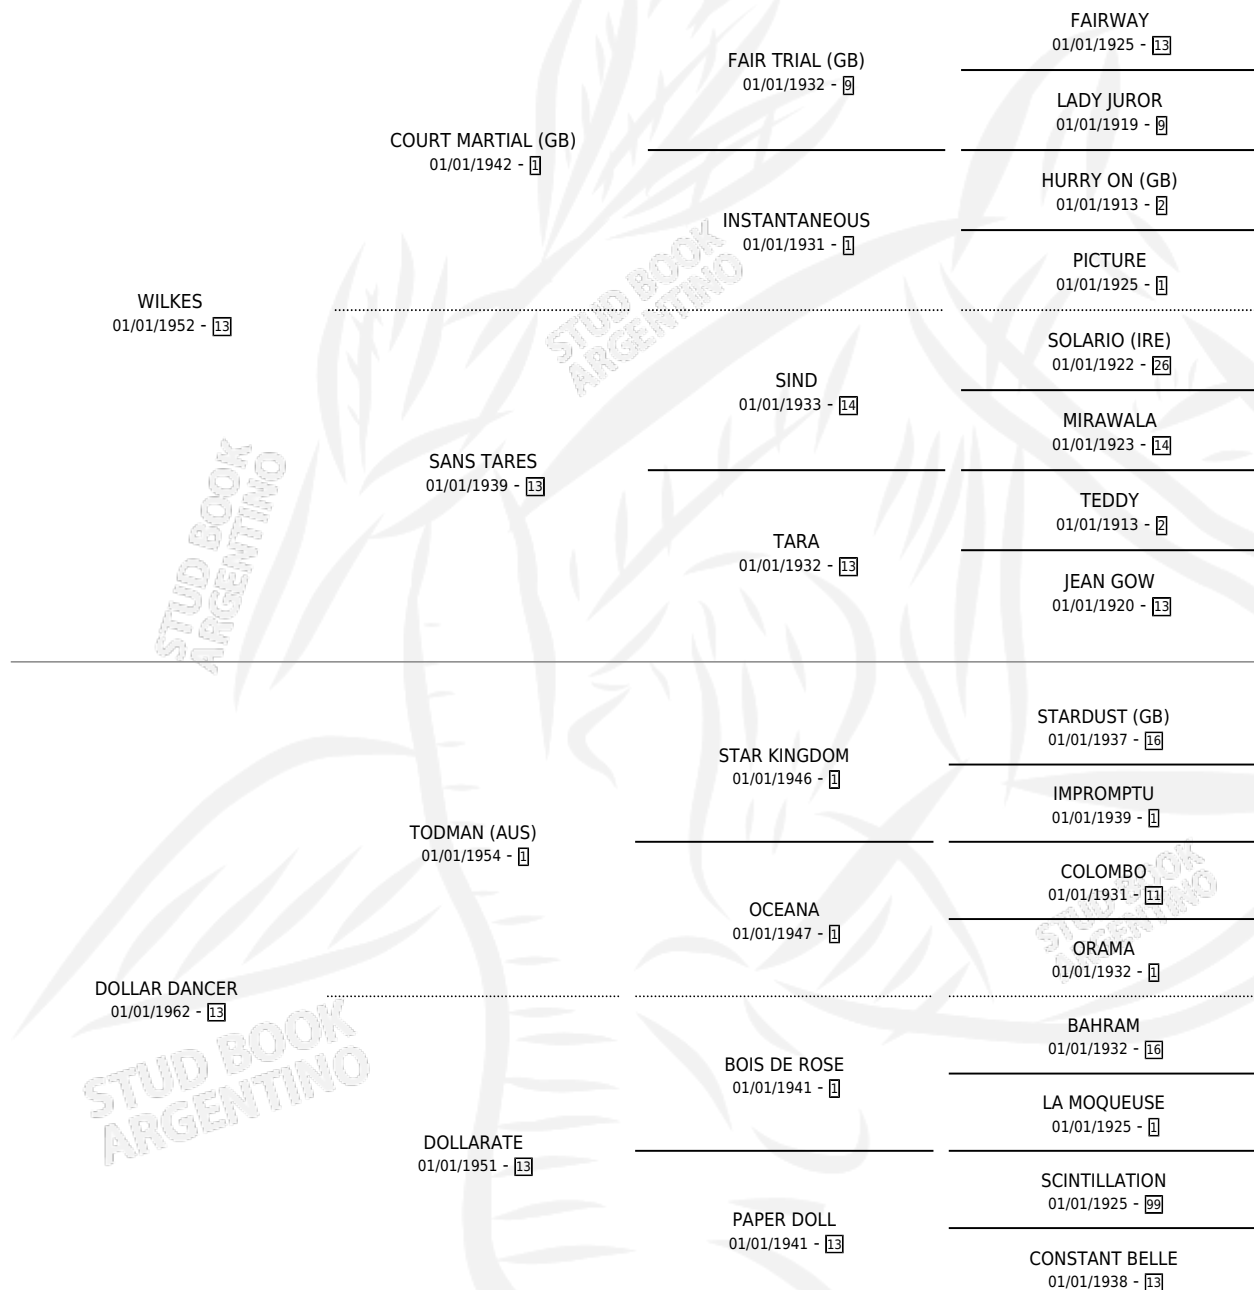 FAIRWAY
01/01/1925 - 13
FAIR TRIAL (GB)
01/01/1932 - 9
LADY JUROR
01/01/1919 - 9
COURT MARTIAL (GB)
01/01/1942 - 1
HURRY ON (GB)
01/01/1913 - 2
INSTANTANEOUS
01/01/1931 - 1
PICTURE
01/01/1925 - 1
WILKES
01/01/1952 - 13
SOLARIO (IRE)
01/01/1922 - 26
SIND
01/01/1933 - 14
MIRAWALA
01/01/1923 - 14
SANS TARES
01/01/1939 - 13
TEDDY
01/01/1913 - 2
TARA
01/01/1932 - 13
JEAN GOW
01/01/1920 - 13
STARDUST (GB)
01/01/1937 - 16
STAR KINGDOM
01/01/1946 - 1
IMPROMPTU
01/01/1939 - 1
TODMAN (AUS)
01/01/1954 - 1
COLOMBO
01/01/1931 - 11
OCEANA
01/01/1947 - 1
ORAMA
01/01/1932 - 1
DOLLAR DANCER
01/01/1962 - 13
BAHRAM
01/01/1932 - 16
BOIS DE ROSE
01/01/1941 - 1
LA MOQUEUSE
01/01/1925 - 1
DOLLARATE
01/01/1951 - 13
SCINTILLATION
01/01/1925 - 99
PAPER DOLL
01/01/1941 - 13
CONSTANT BELLE
01/01/1938 - 13
STUD BOOK
ARGENTINO
STUD BOOK
ARGENTINO
STUD BOOK
ARGENTINO
STUD BOOK
ARGENTINO